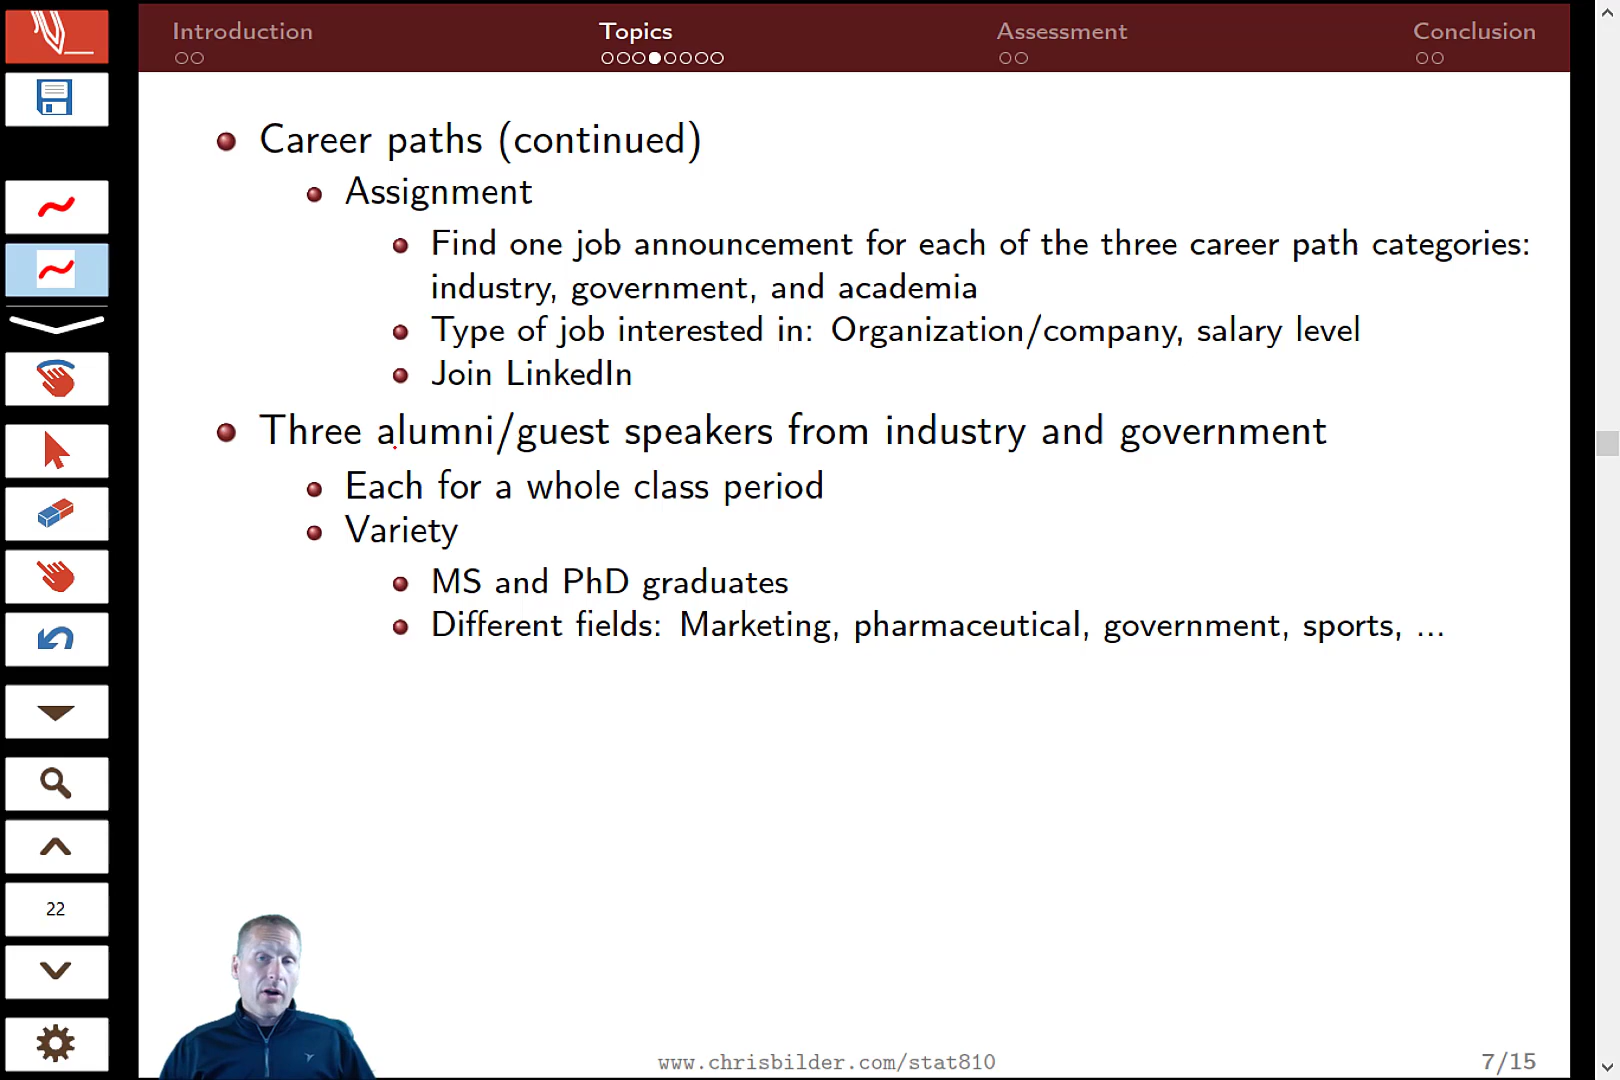 Introduction Topics Assessment Conclusion
Career paths (continued)
Assignment
Find one job announcement for each of the three career path categories:
industry, government, and academia
Type of job interested in: Organization/company, salary level
Join LinkedIn
Three alumni/guest speakers from industry and government
Each for a whole class period
Variety
MS and PhD graduates
Different fields: Marketing, pharmaceutical, government, sports, ...
22
www.chrisbilder.com/stat810 7/15